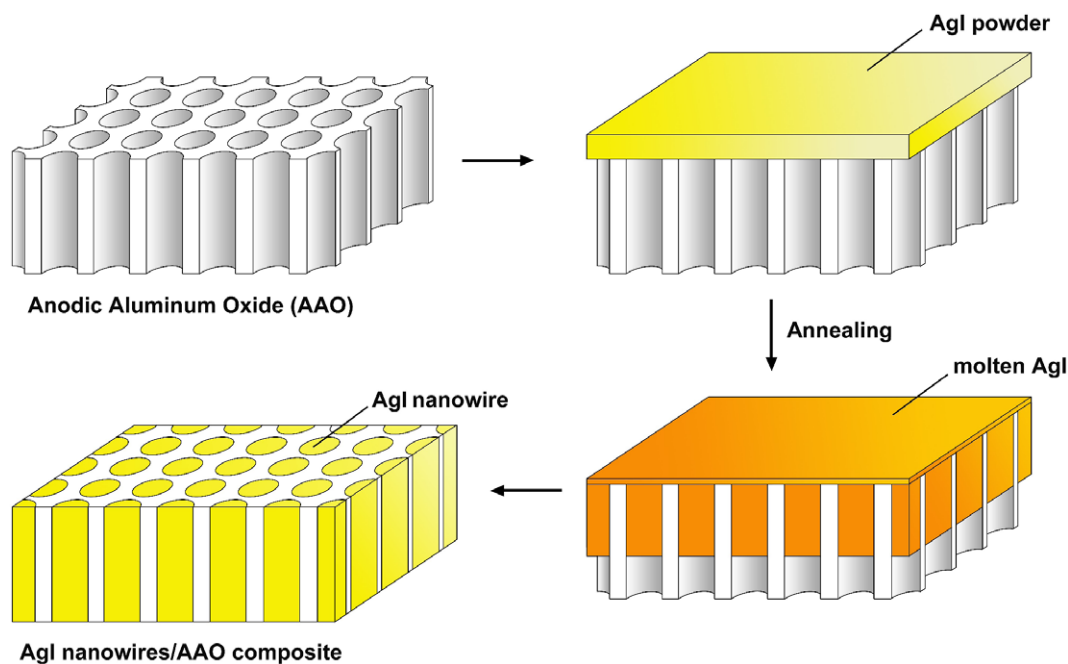 AgI powder
Anodic Aluminum Oxide (AAO)
Annealing
molten AgI
AgI nanowire
AgI nanowires/AAO composite